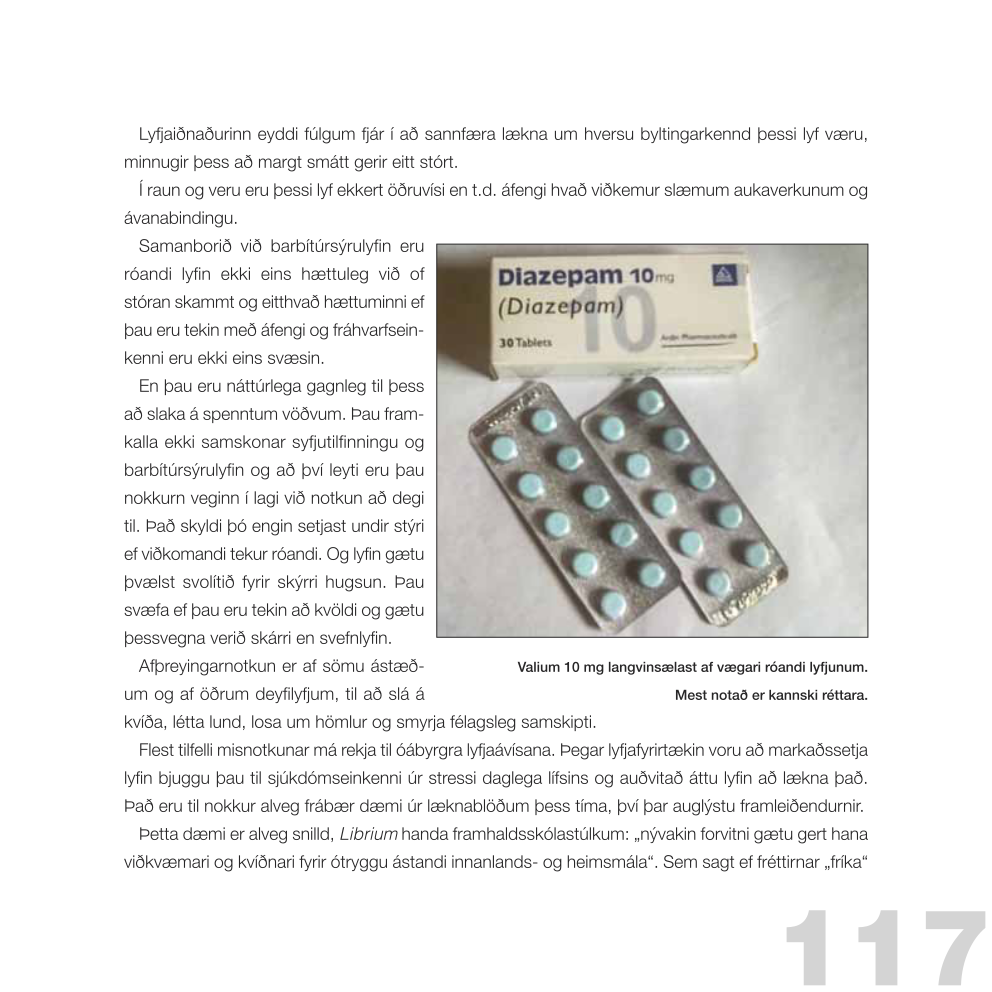 Lyfjaiðnaðurinn eyddi fúlgum fjár í að sannfæra lækna um hversu byltingarkennd þessi lyf væru,
minnugir þess að margt smátt gerir eitt stórt.
Í raun og veru eru þessi lyf ekkert öðruvísi en t.d. áfengi hvað viðkemur slæmum aukaverkunum og
ávanabindingu.
Samanborið við barbítúrsýrulyfin eru
róandi lyfin ekki eins hættuleg við of
stóran skammt og eitthvað hættuminni ef
þau eru tekin með áfengi og fráhvarfsein-
kenni eru ekki eins svæsin.
En þau eru náttúrlega gagnleg til þess
að slaka á spenntum vöðvum. Þau fram-
kalla ekki samskonar syfjutilfinningu og
barbítúrsýrulyfin og að því leyti eru þau
nokkurn veginn í lagi við notkun að degi
til. Það skyldi þó engin setjast undir stýri
ef viðkomandi tekur róandi. Og lyfin gætu
þvælst svolítið fyrir skýrri hugsun. Þau
svæfa ef þau eru tekin að kvöldi og gætu
þessvegna verið skárri en svefnlyfin.
Diazepam 10mg
(Diazepam)
10
30 Tablets
Valium 10 mg langvinsælast af vægari róandi lyfjunum.
Mest notað er kannski réttara.
Afþreyingarnotkun er af sömu ástæð-
um og af öðrum deyfilyfjum, til að slá á
kvíða, létta lund, losa um hömlur og smyrja félagsleg samskipti.
Flest tilfelli misnotkunar má rekja til óábyrgra lyfjaávísana. Þegar lyfjafyrirtækin voru að markaðssetja
lyfin bjuggu þau til sjúkdómseinkenni úr stressi daglega lífsins og auðvitað áttu lyfin að lækna það.
Það eru til nokkur alveg frábær dæmi úr læknablöðum þess tíma, því þar auglýstu framleiðendurnir.
Þetta dæmi er alveg snilld, Librium handa framhaldsskólastúlkum: „nývakin forvitni gætu gert hana
viðkvæmari og kvíðnari fyrir ótryggu ástandi innanlands- og heimsmála“. Sem sagt ef fréttirnar „fríka“
117